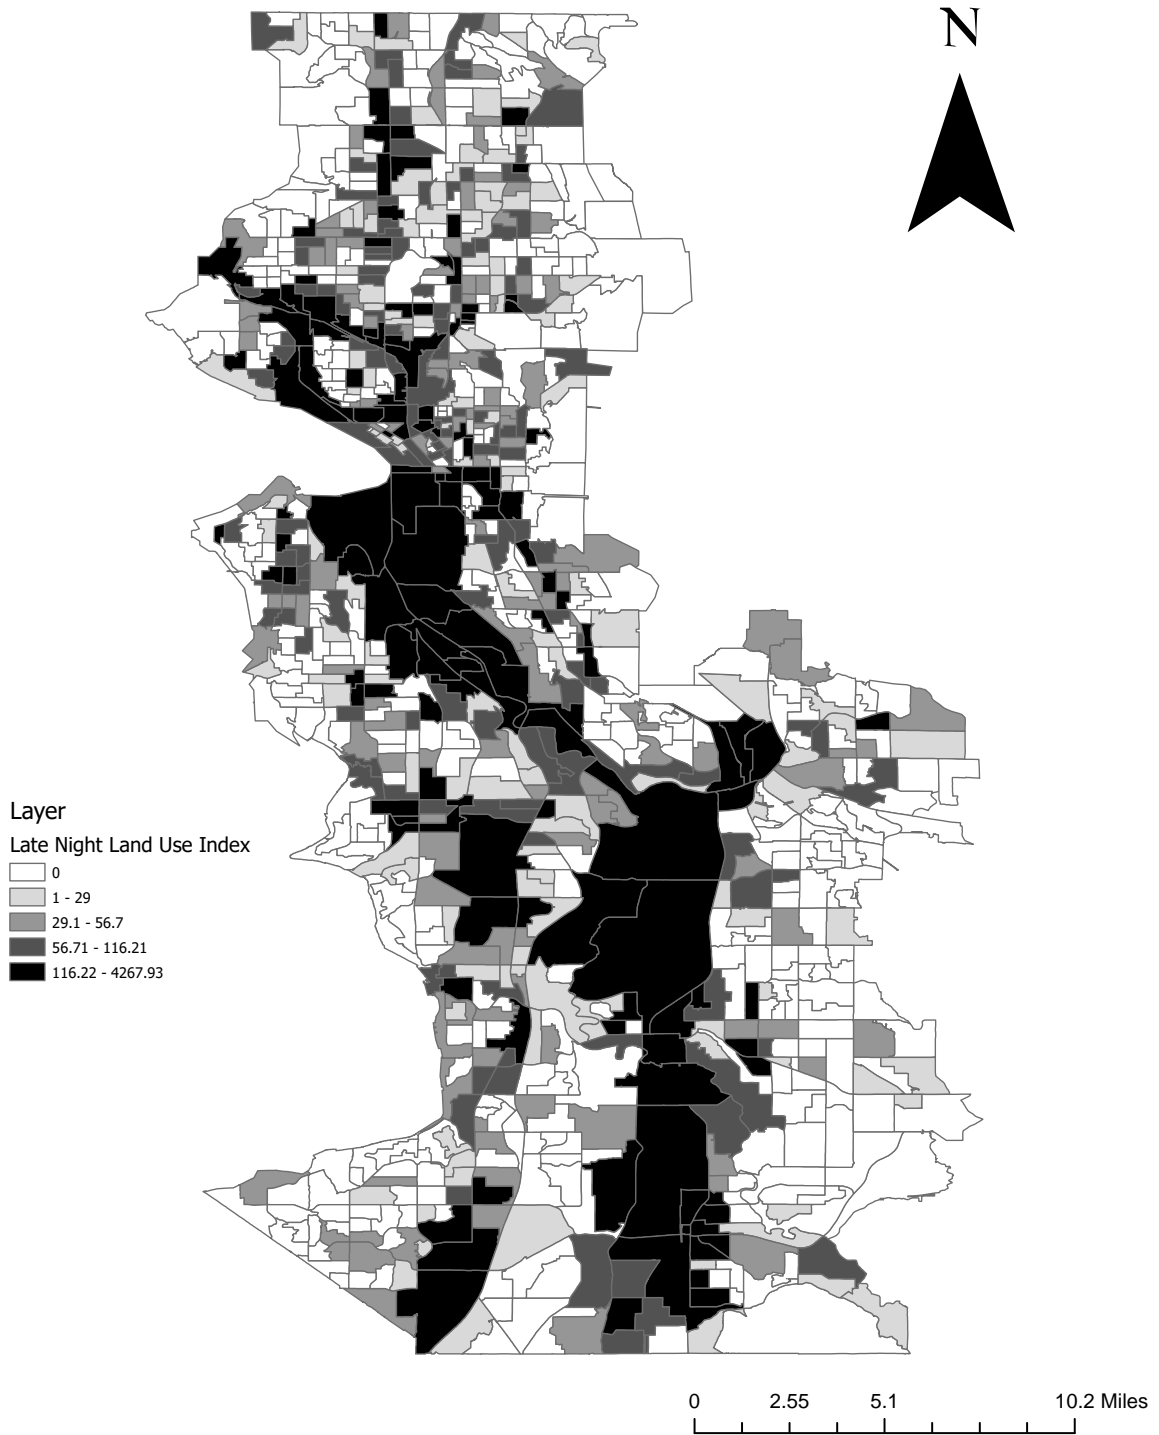 N
Layer
Late Night Land Use Index
0
1 - 29
29.1 - 56.7
56.71 - 116.21
116.22 - 4267.93
0 2.55 5.1 10.2 Miles